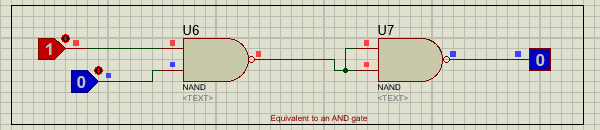 U6
U7
1
0
0
NAND
NAND
<TEXT>
<TEXT>
Equivalent to an AND gate